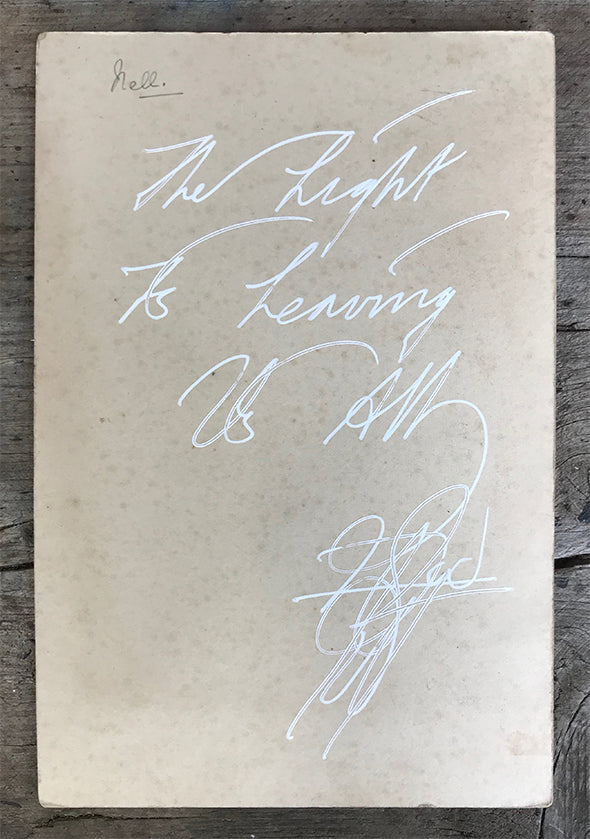 Nell.
The Light
Is Leaving
Us All